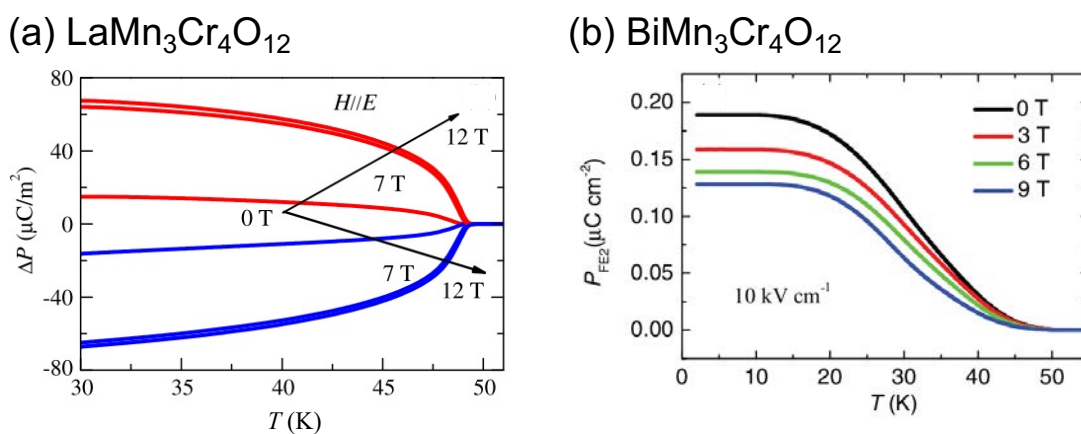 (a) LaMn₃Cr₄O₁₂
80
40
0
-40
-80
ΔP (μC/m²)
H//E
12 T
7 T
0 T
7 T
12 T
30
35
40
45
50
T (K)
(b) BiMn₃Cr₄O₁₂
0.20
0.15
0.10
0.05
0.00
P_FE2(μC cm⁻²)
0 T
3 T
6 T
9 T
10 kV cm⁻¹
0
10
20
30
40
50
T (K)